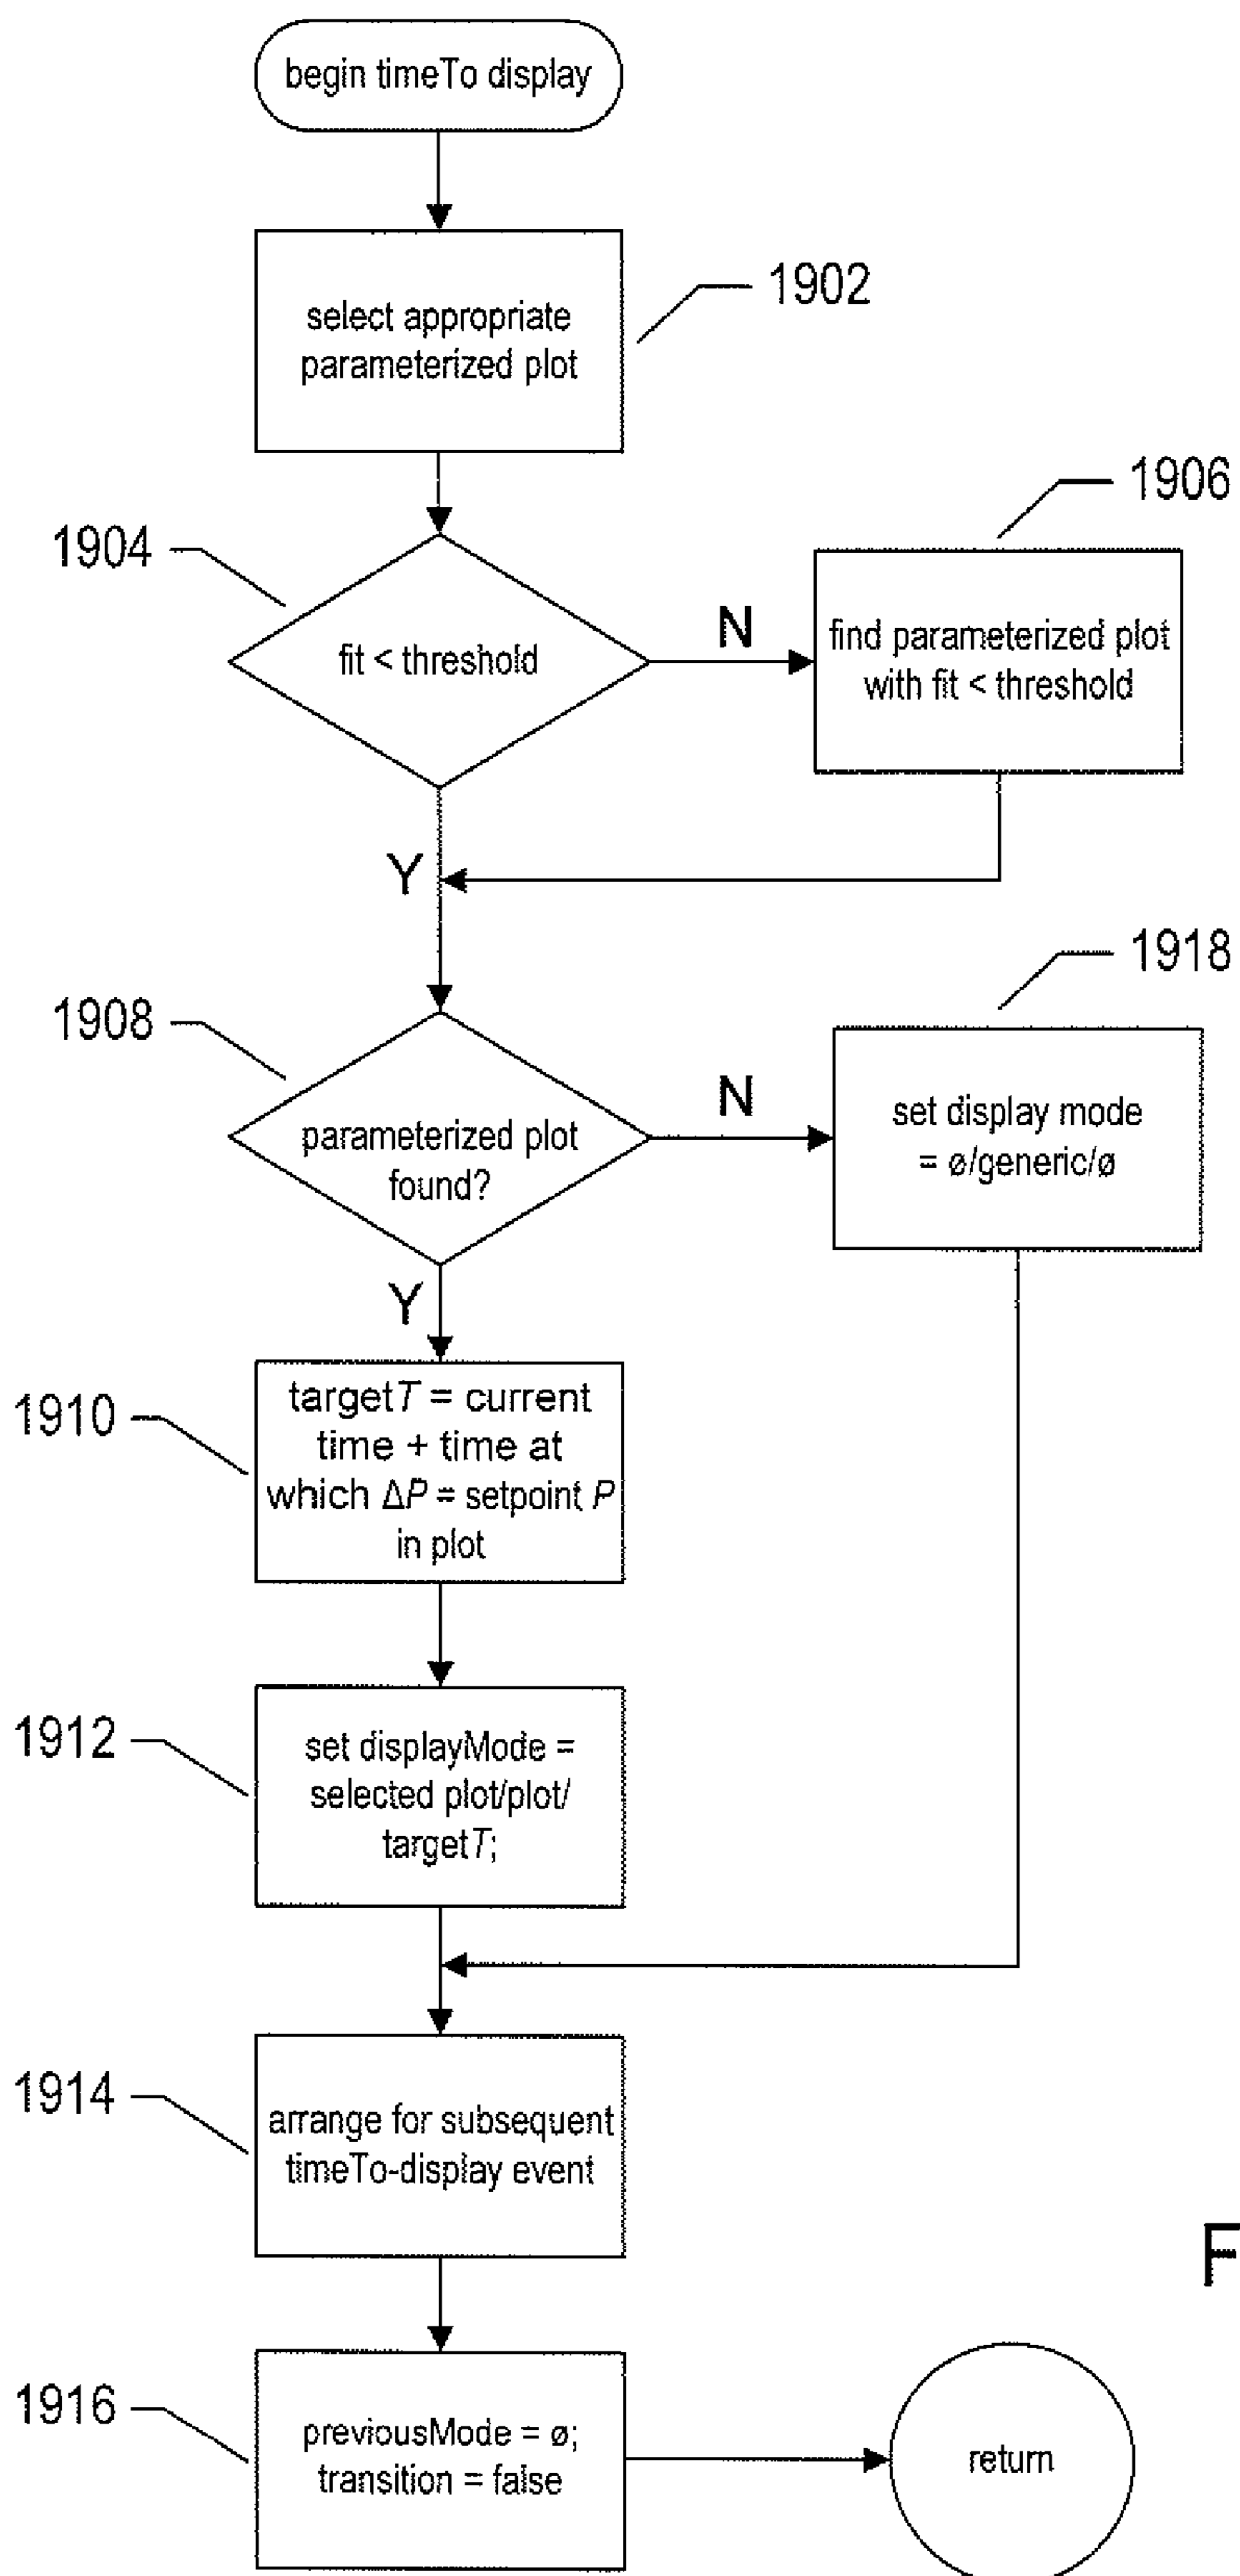 begin timeTo display
1902
select appropriate
parameterized plot
1906
1904
N
fit < threshold
find parameterized plot
with fit < threshold
Y
1918
1908
N
set display mode
= ø/generic/ø
parameterized plot
found?
Y
1910
targetT = current
time + time at
which ΔP = setpoint P
in plot
1912
set displayMode =
selected plot/plot/
targetT;
1914
arrange for subsequent
timeTo-display event
F
1916
previousMode = ø;
transition = false
return